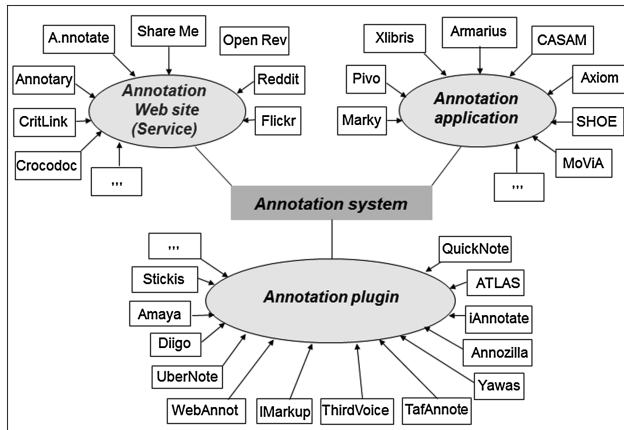 Share Me
A.nnotate
Open Rev
Annotary
Reddit
CritLink
Flickr
Crocodoc
,,,
Annotation
Web site
(Service)
Armarius
Xlibris
CASAM
Pivo
Axiom
Marky
SHOE
MoViA
,,,
Annotation
application
Annotation system
,,,
QuickNote
Stickis
ATLAS
Amaya
iAnnotate
Diigo
Annozilla
UberNote
Yawas
WebAnnot
IMarkup
ThirdVoice
TafAnnote
Annotation plugin